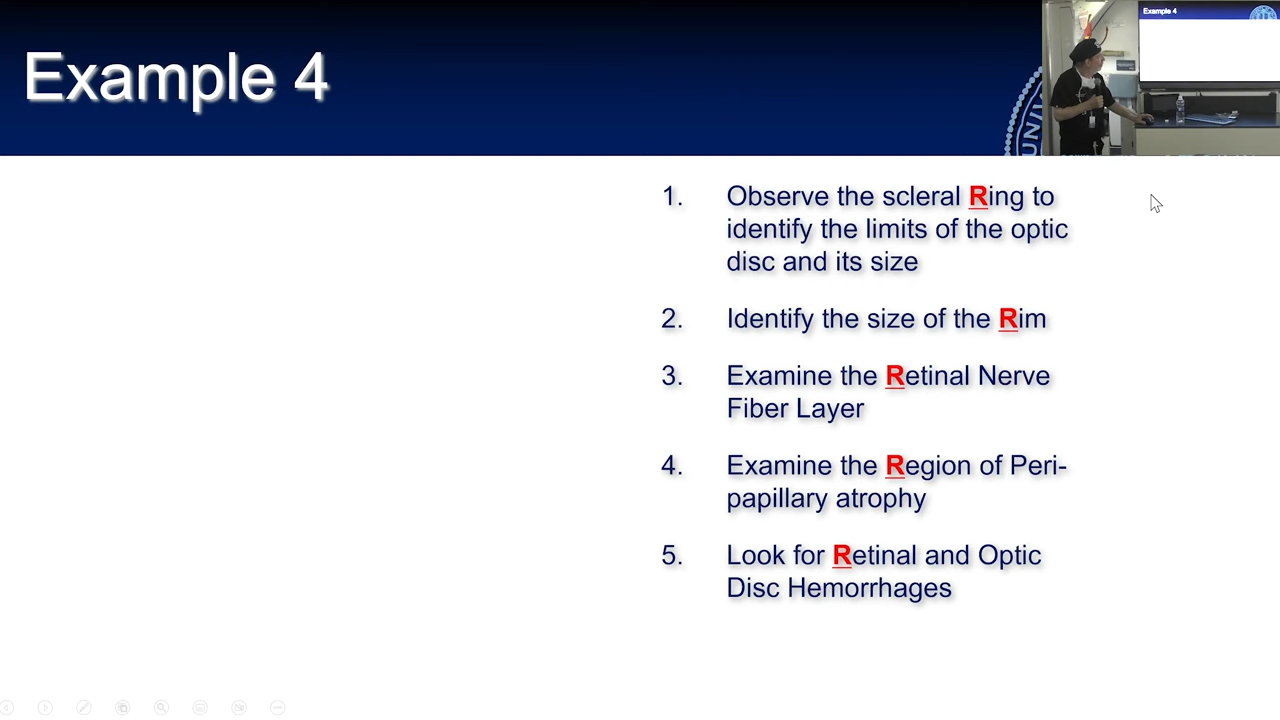 Example 4
Example 4
UNIV
1. Observe the scleral Ring to
identify the limits of the optic
disc and its size
2. Identify the size of the Rim
3. Examine the Retinal Nerve
Fiber Layer
4. Examine the Region of Peri-
papillary atrophy
5. Look for Retinal and Optic
Disc Hemorrhages